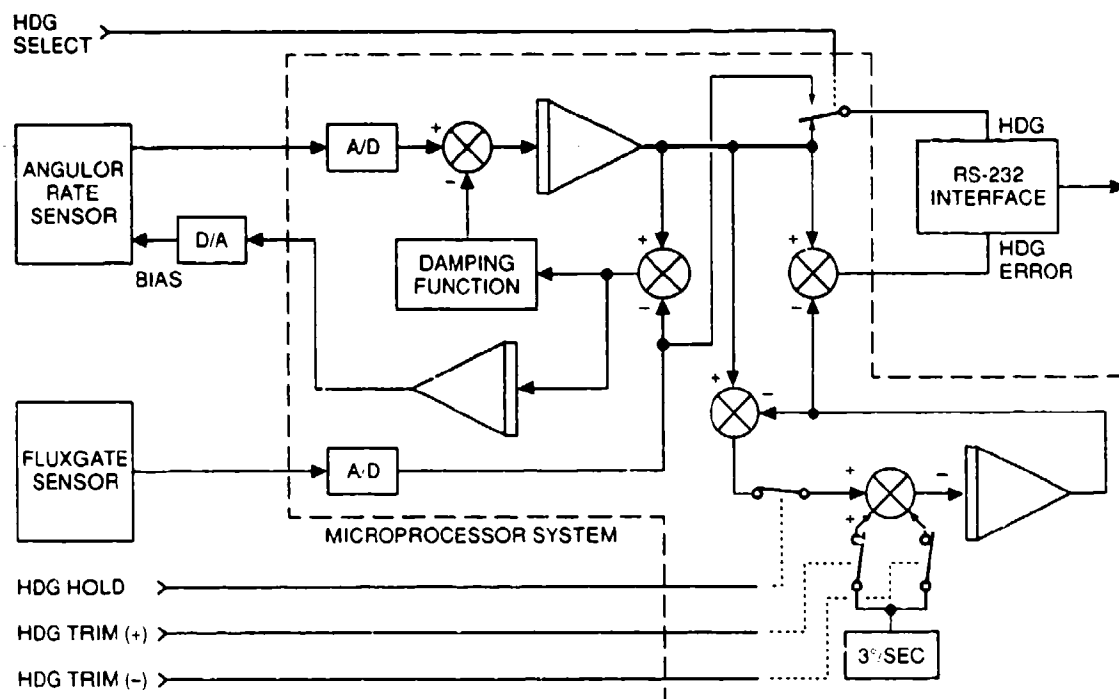 HDG
SELECT
ANGULOR
RATE
SENSOR
A/D
+
-
D/A
BIAS
DAMPING
FUNCTION
+
-
+
-
HDG
RS-232
INTERFACE
HDG
ERROR
FLUXGATE
SENSOR
A/D
+
-
+
-
+
MICROPROCESSOR SYSTEM
HDG HOLD
HDG TRIM (+)
HDG TRIM (-)
3°/SEC